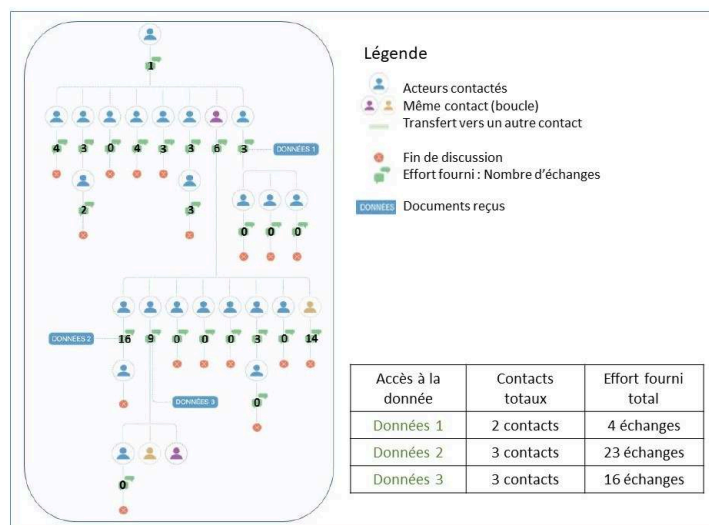 1
Légende
Acteurs contactés
Même contact (boucle)
Transfert vers un autre contact
Fin de discussion
Effort fourni : Nombre d'échanges
DONNÉES Documents reçus
4 3 0 4 3 3 6 3 DONNÉES 1
2 3
0 0 0
DONNÉES 2 16 9 0 0 0 3 0 14
DONNÉES 3 0
0
Accès à la donnée Contacts totaux Effort fourni total
Données 1 2 contacts 4 échanges
Données 2 3 contacts 23 échanges
Données 3 3 contacts 16 échanges